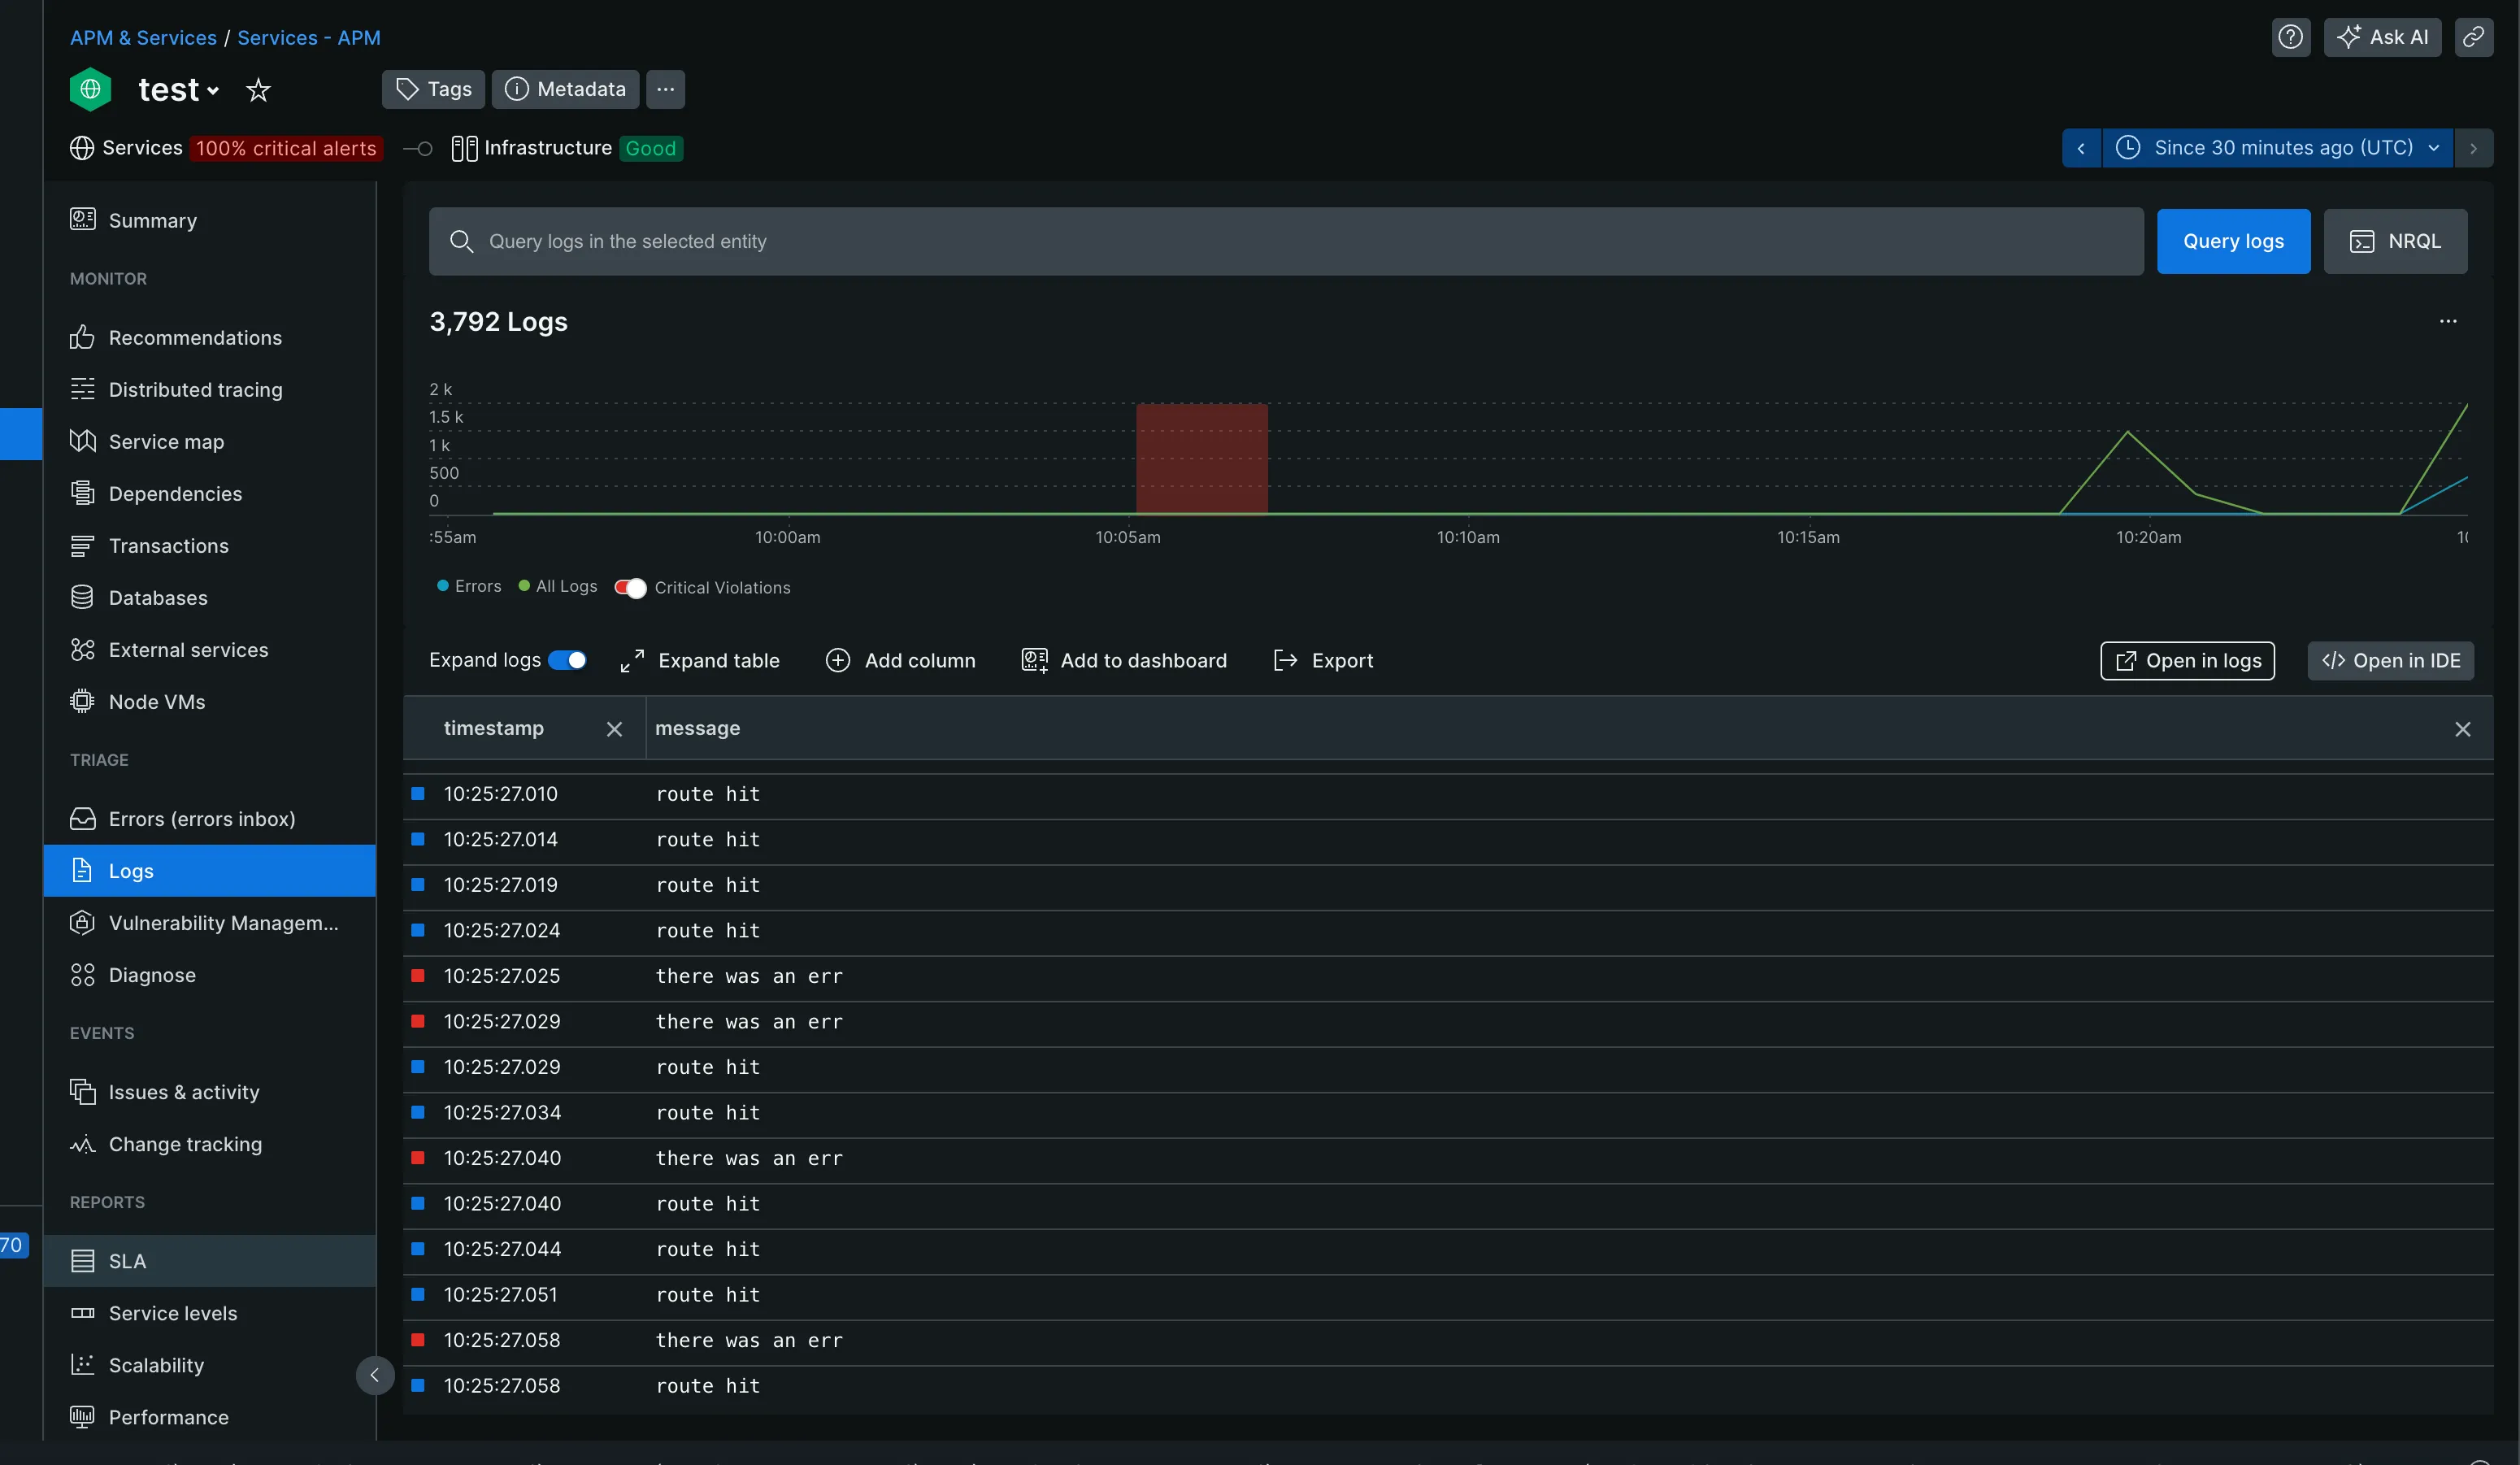 APM & Services / Services - APM
Ask AI
test
Tags
Metadata
Services 100% critical alerts
Infrastructure Good
Since 30 minutes ago (UTC)
Summary
MONITOR
Recommendations
Distributed tracing
Service map
Dependencies
Transactions
Databases
External services
Node VMs
TRIAGE
Errors (errors inbox)
Logs
Vulnerability Managem...
Diagnose
EVENTS
Issues & activity
Change tracking
REPORTS
SLA
Service levels
Scalability
Performance
70
Query logs in the selected entity
Query logs
NRQL
3,792 Logs
2 k
1.5 k
1 k
500
0
:55am
10:00am
10:05am
10:10am
10:15am
10:20am
Errors
All Logs
Critical Violations
Expand logs
Expand table
Add column
Add to dashboard
Export
Open in logs
</> Open in IDE
timestamp message
10:25:27.010 route hit
10:25:27.014 route hit
10:25:27.019 route hit
10:25:27.024 route hit
10:25:27.025 there was an err
10:25:27.029 there was an err
10:25:27.029 route hit
10:25:27.034 route hit
10:25:27.040 there was an err
10:25:27.040 route hit
10:25:27.044 route hit
10:25:27.051 route hit
10:25:27.058 there was an err
10:25:27.058 route hit